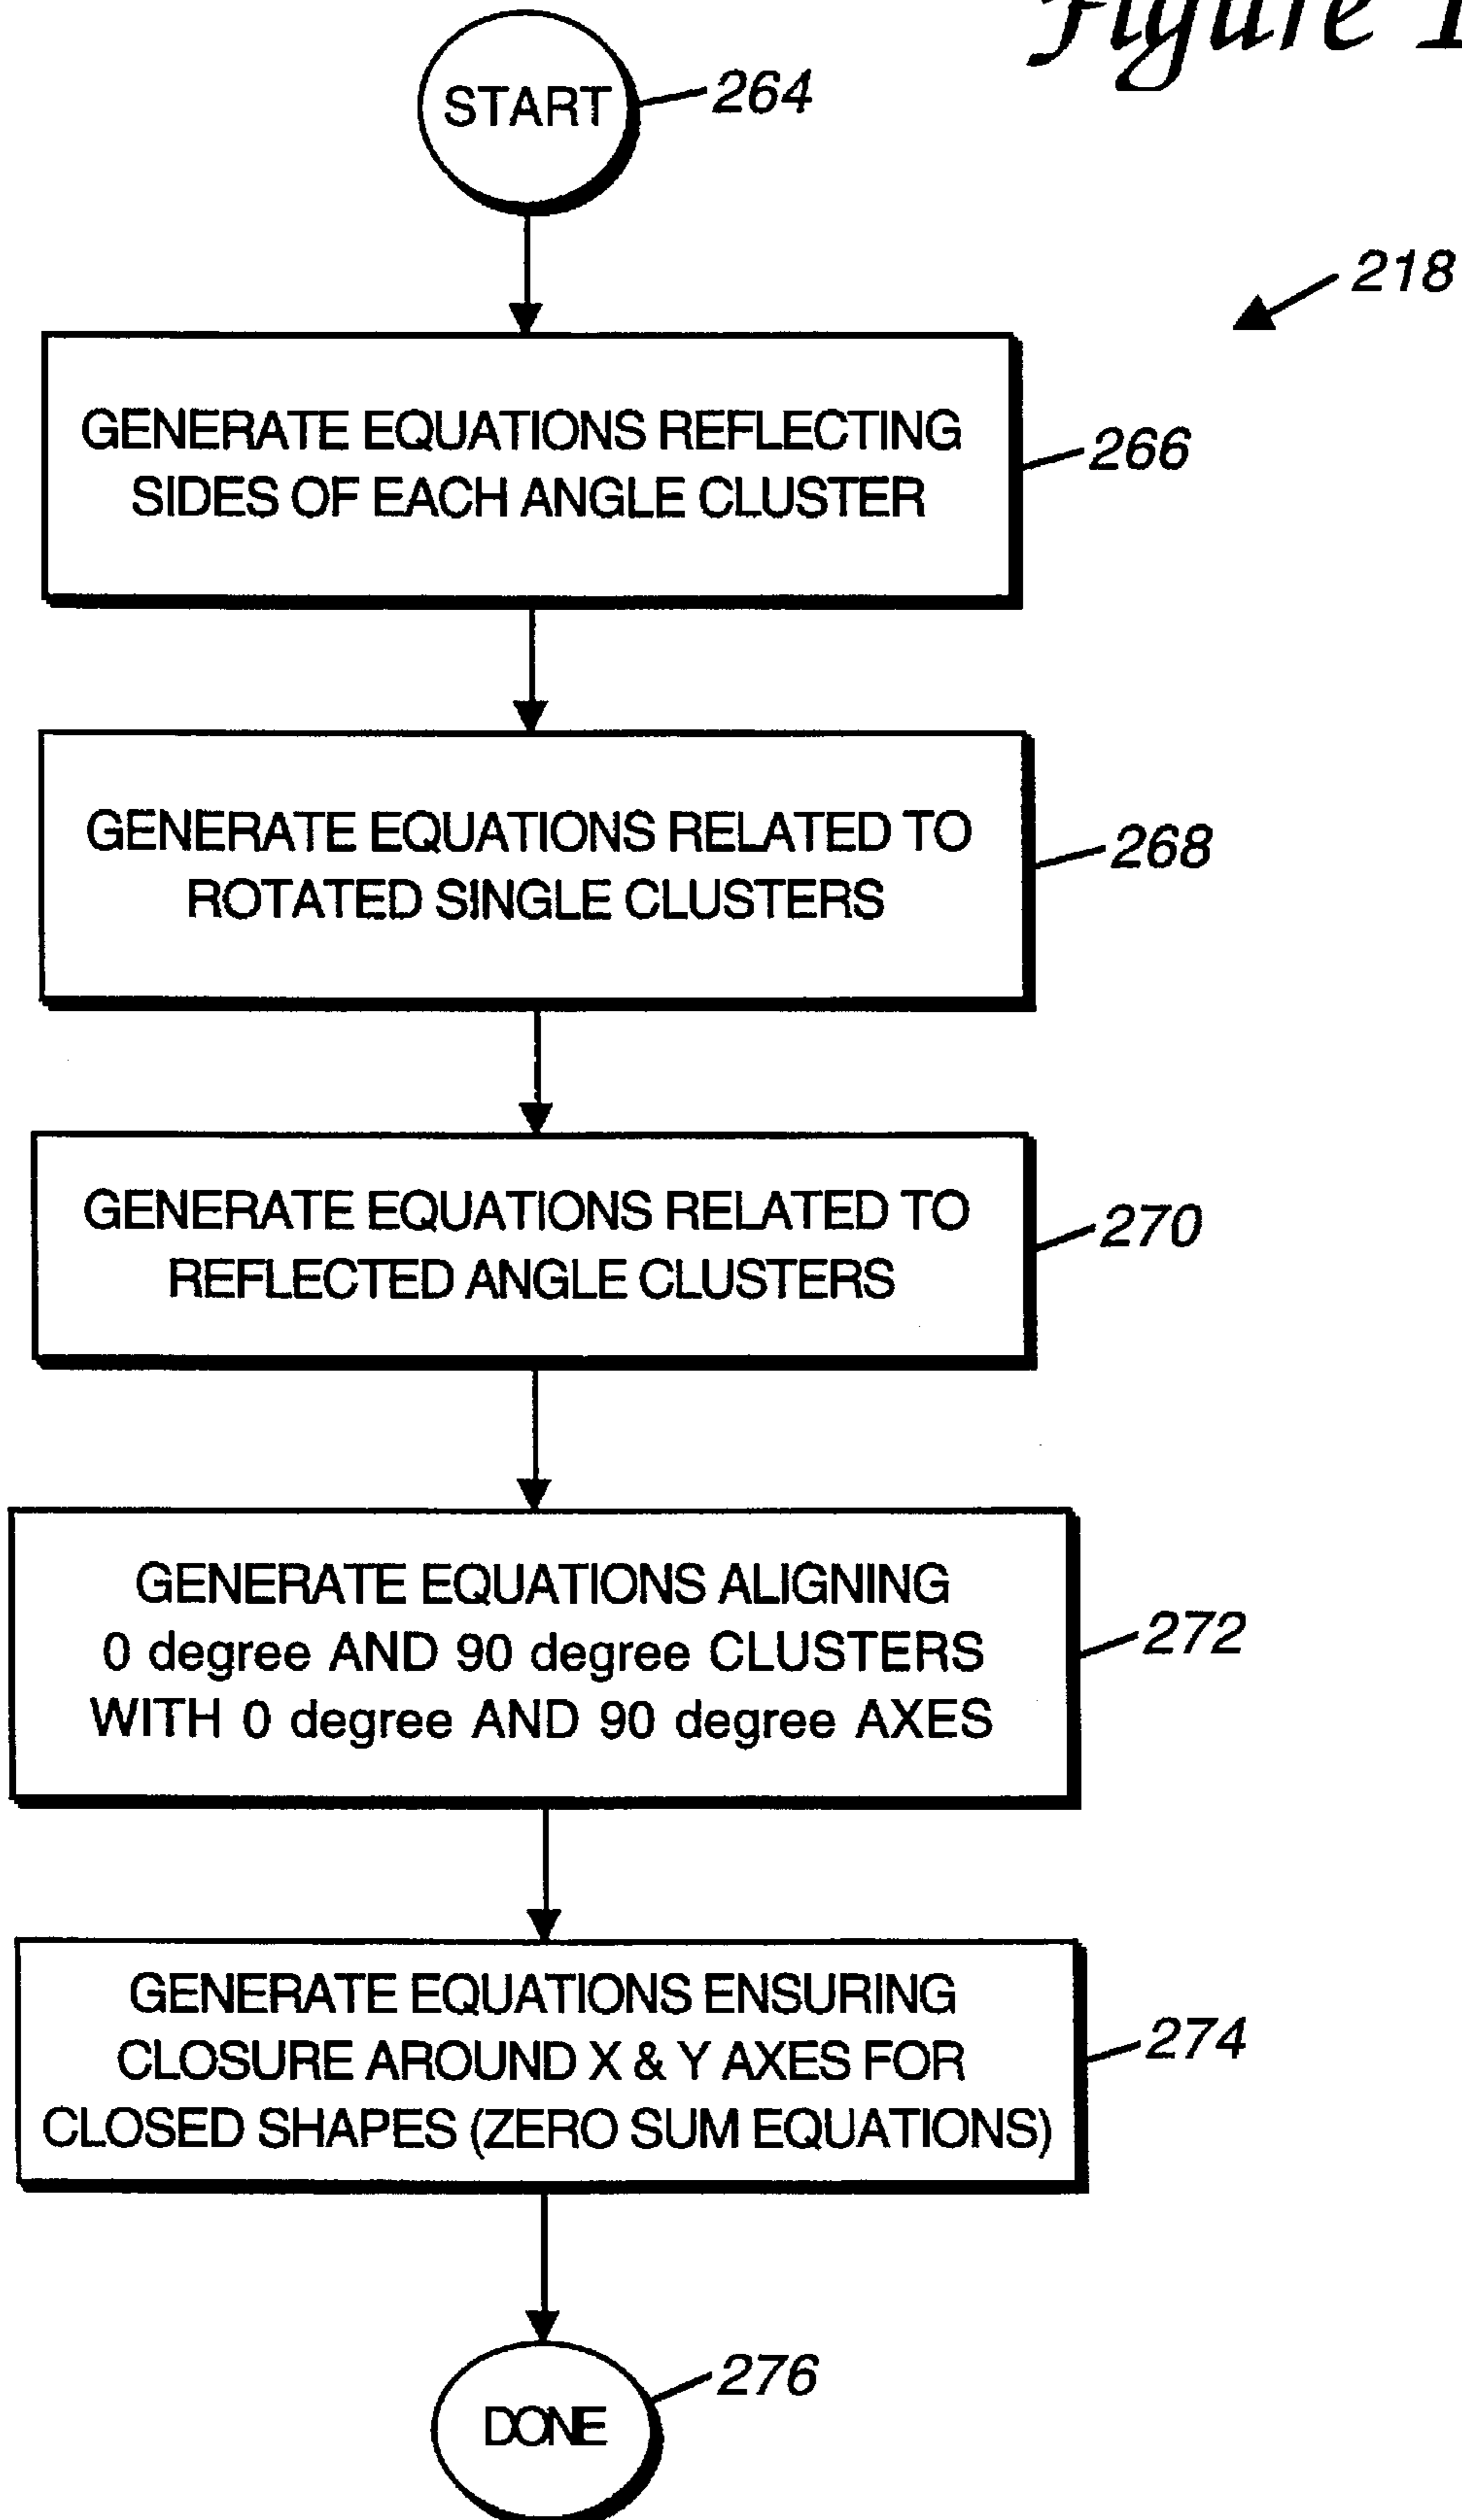 Figure
START
264
218
GENERATE EQUATIONS REFLECTING
SIDES OF EACH ANGLE CLUSTER
266
GENERATE EQUATIONS RELATED TO
ROTATED SINGLE CLUSTERS
268
GENERATE EQUATIONS RELATED TO
REFLECTED ANGLE CLUSTERS
270
GENERATE EQUATIONS ALIGNING
0 degree AND 90 degree CLUSTERS
WITH 0 degree AND 90 degree AXES
272
GENERATE EQUATIONS ENSURING
CLOSURE AROUND X & Y AXES FOR
CLOSED SHAPES (ZERO SUM EQUATIONS)
274
276
DONE